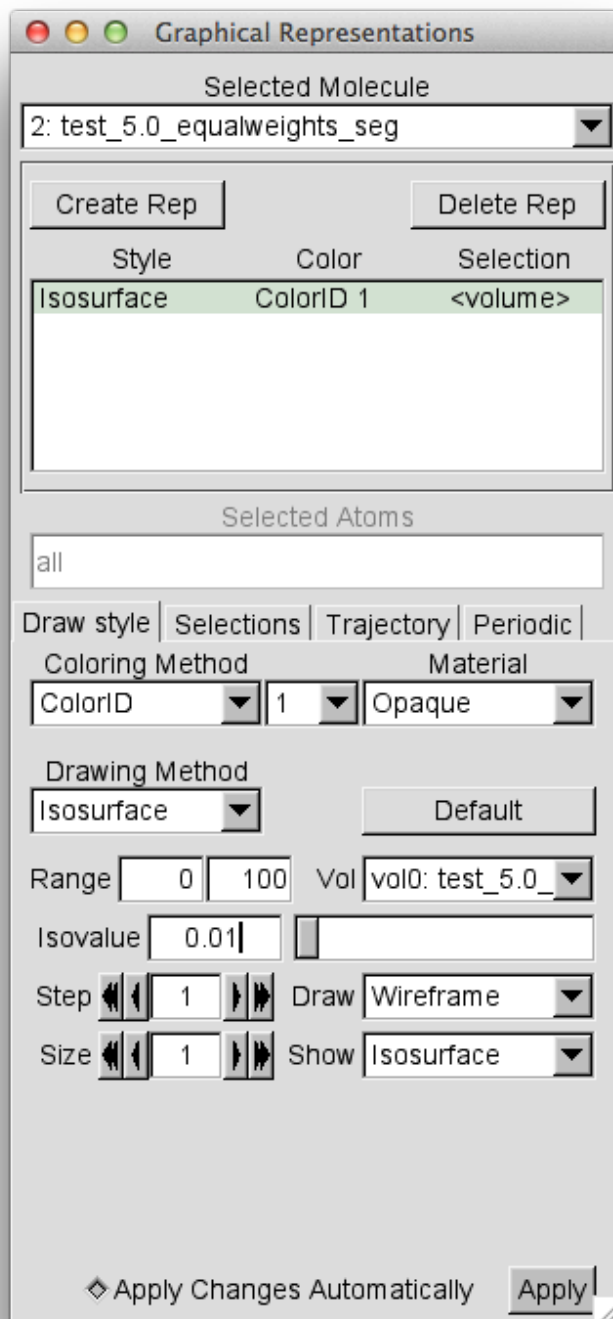 Graphical Representations
Selected Molecule
2: test_5.0_equalweights_seg
Create Rep Delete Rep
Style Color Selection
Isosurface ColorID 1 <volume>
Selected Atoms
all
Draw style Selections Trajectory Periodic
Coloring Method Material
ColorID 1 Opaque
Drawing Method
Isosurface Default
Range 0 100 Vol vol0: test_5.0_
Isovalue 0.01
Step 1 Draw Wireframe
Size 1 Show Isosurface
Apply Changes Automatically Apply